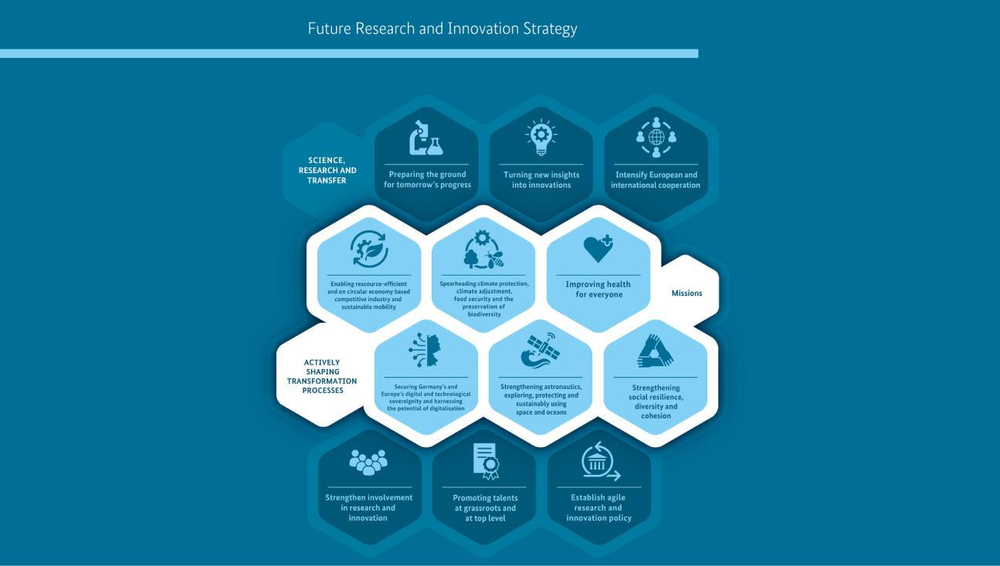 Future Research and Innovation Strategy
SCIENCE,
RESEARCH AND
TRANSFER
Preparing the ground
for tomorrow's progress
Turning new insights
into innovations
Intensify European and
international cooperation
Enabling rescource-efficient
and on circular economy based
competitive industry and
sustainable mobility
Spearheading climate protection,
climate adjustment,
food security and the
preservation of
biodiversity
Improving health
for everyone
Missions
ACTIVELY
SHAPING
TRANSFORMATION
PROCESSES
Securing Germany's and
Europe's digital and technological
sovereignty and harnessing
the potential of digitalisation
Strengthening astronautics,
exploring, protecting and
sustainably using
space and oceans
Strengthening
social resilience,
diversity and
cohesion
Strengthen involvement
in research and
innovation
Promoting talents
at grassroots and
at top level
Establish agile
research and
innovation policy